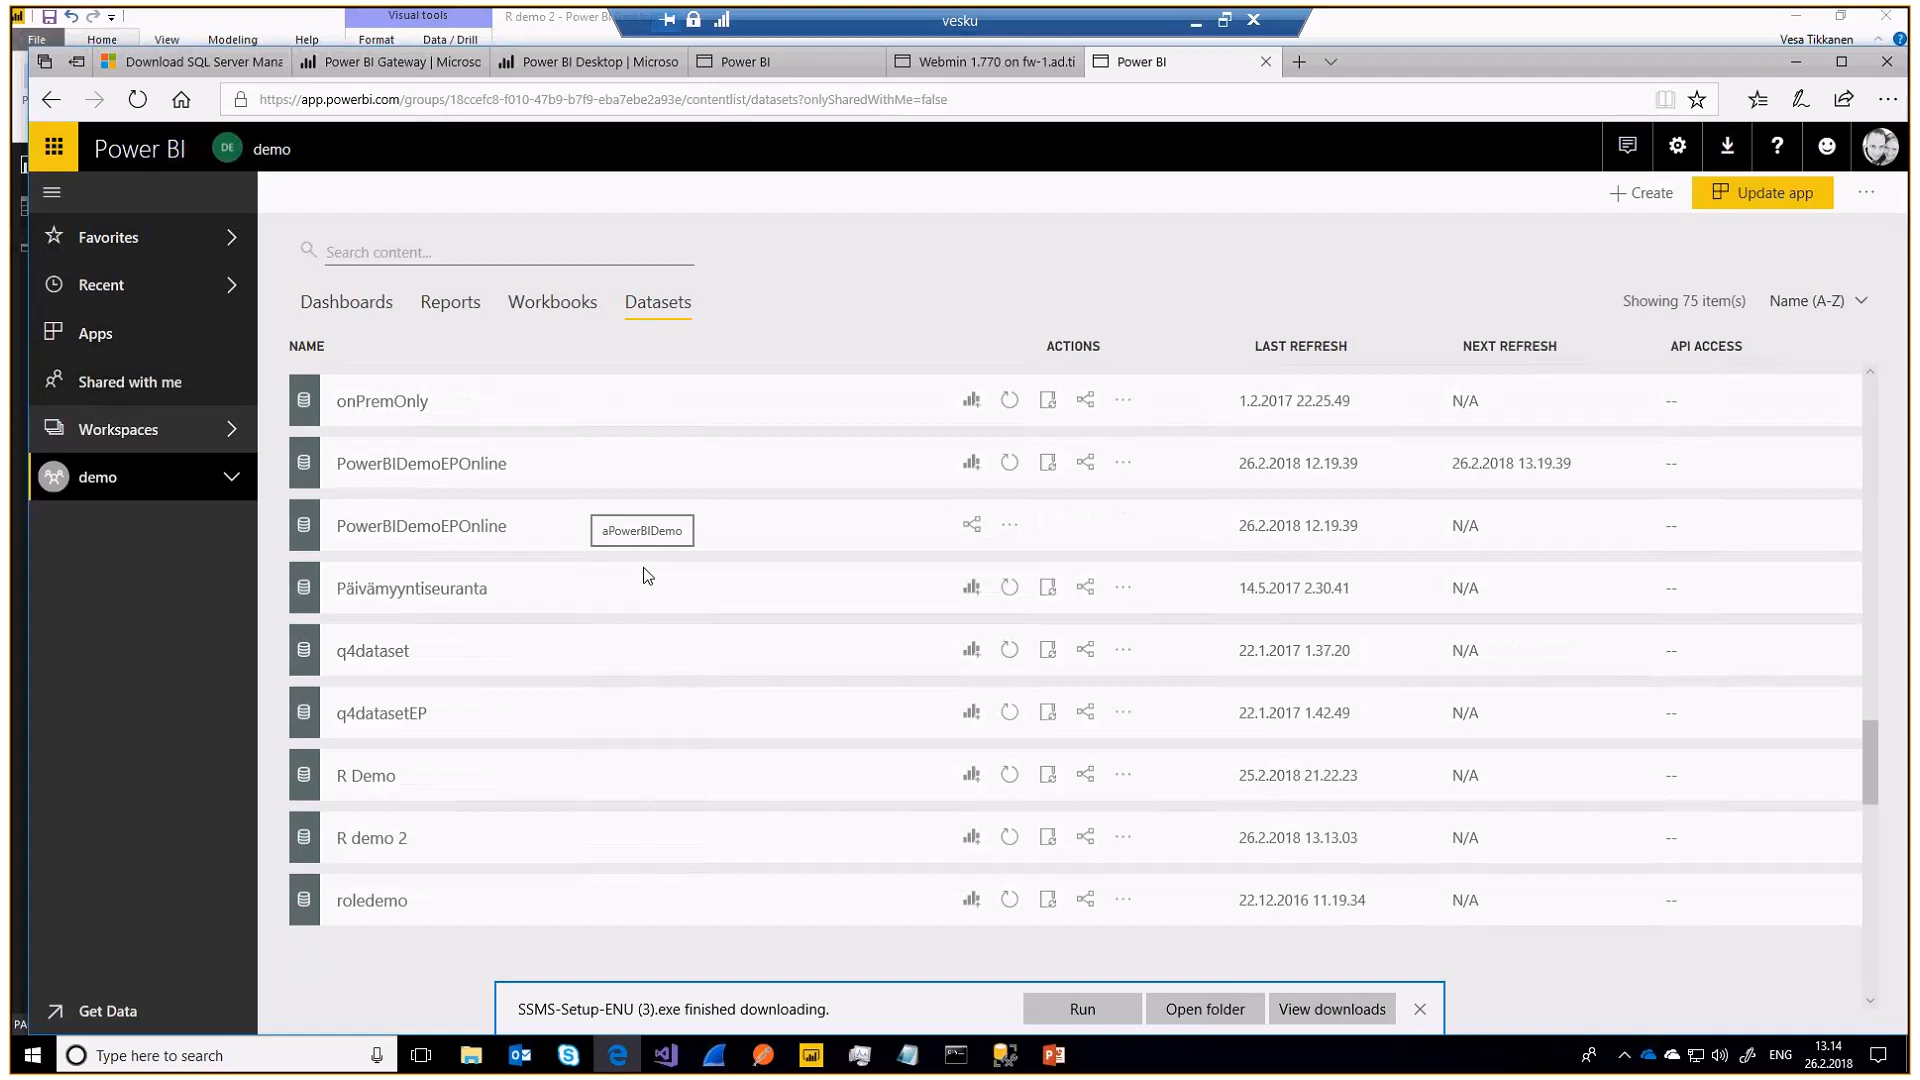 Visual tools
R demo 2 - Power BI
vesku
File Home View Modeling Help Format Data / Drill
Vesa Tikkanen
Download SQL Server Mana
Power BI Gateway | Microsc
Power BI Desktop | Microso
Power BI
Webmin 1.770 on fw-1.ad.ti
Power BI
https://app.powerbi.com/groups/18ccefc8-f010-47b9-b7f9-eba7ebe2a93e/contentlist/datasets?onlySharedWithMe=false
Power BI DE demo
Create Update app
Favorites
Search content...
Recent
Dashboards Reports Workbooks Datasets Showing 75 item(s) Name (A-Z)
Apps
NAME ACTIONS LAST REFRESH NEXT REFRESH API ACCESS
Shared with me
onPremOnly 1.2.2017 22.25.49 N/A --
Workspaces
PowerBIDemoEPOnline 26.2.2018 12.19.39 26.2.2018 13.19.39 --
demo
PowerBIDemoEPOnline 26.2.2018 12.19.39 N/A --
aPowerBIDemo
Päivämyyntiseuranta 14.5.2017 2.30.41 N/A --
q4dataset 22.1.2017 1.37.20 N/A --
q4datasetEP 22.1.2017 1.42.49 N/A --
R Demo 25.2.2018 21.22.23 N/A --
R demo 2 26.2.2018 13.13.03 N/A --
roledemo 22.12.2016 11.19.34 N/A --
Get Data
SSMS-Setup-ENU (3).exe finished downloading. Run Open folder View downloads
PA
Type here to search
ENG
13.14
26.2.2018